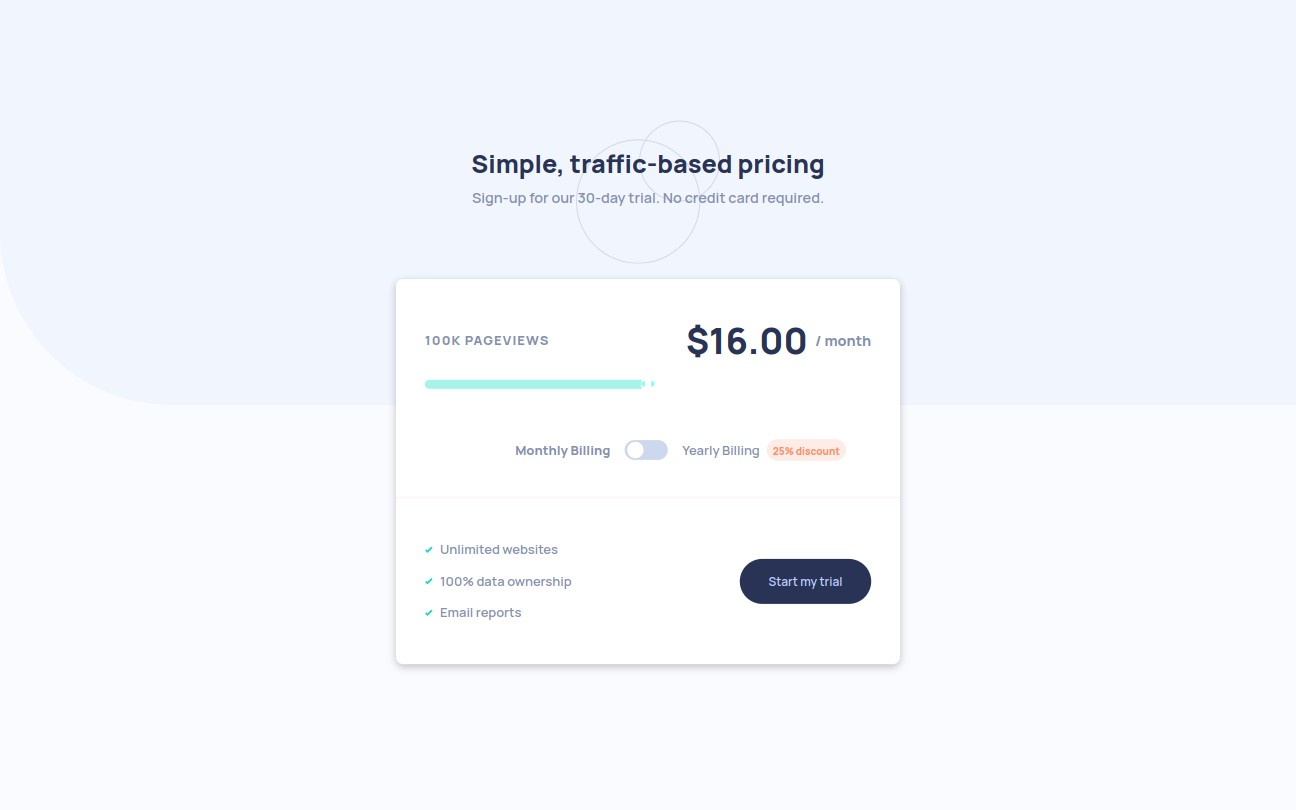 Simple, traffic-based pricing
Sign-up for our 30-day trial. No credit card required.
100K PAGEVIEWS
$16.00 / month
Monthly Billing
Yearly Billing 25% discount
Unlimited websites
100% data ownership
Email reports
Start my trial